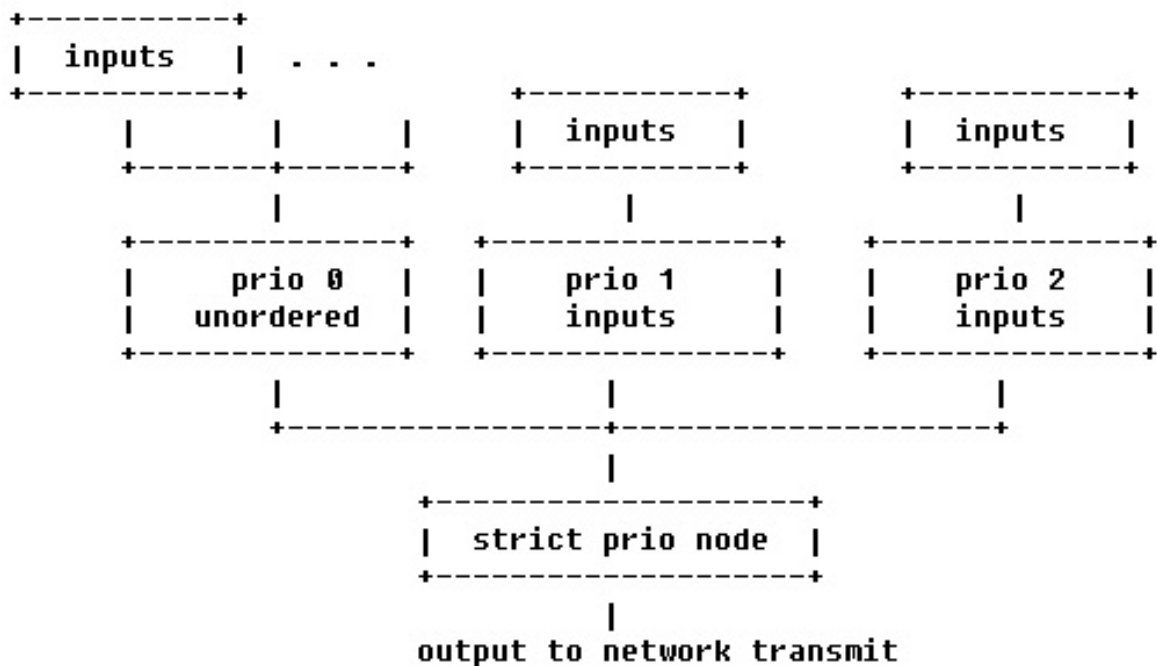 inputs . . .
inputs inputs
prio 0 prio 1 prio 2
unordered inputs inputs
strict prio node
output to network transmit